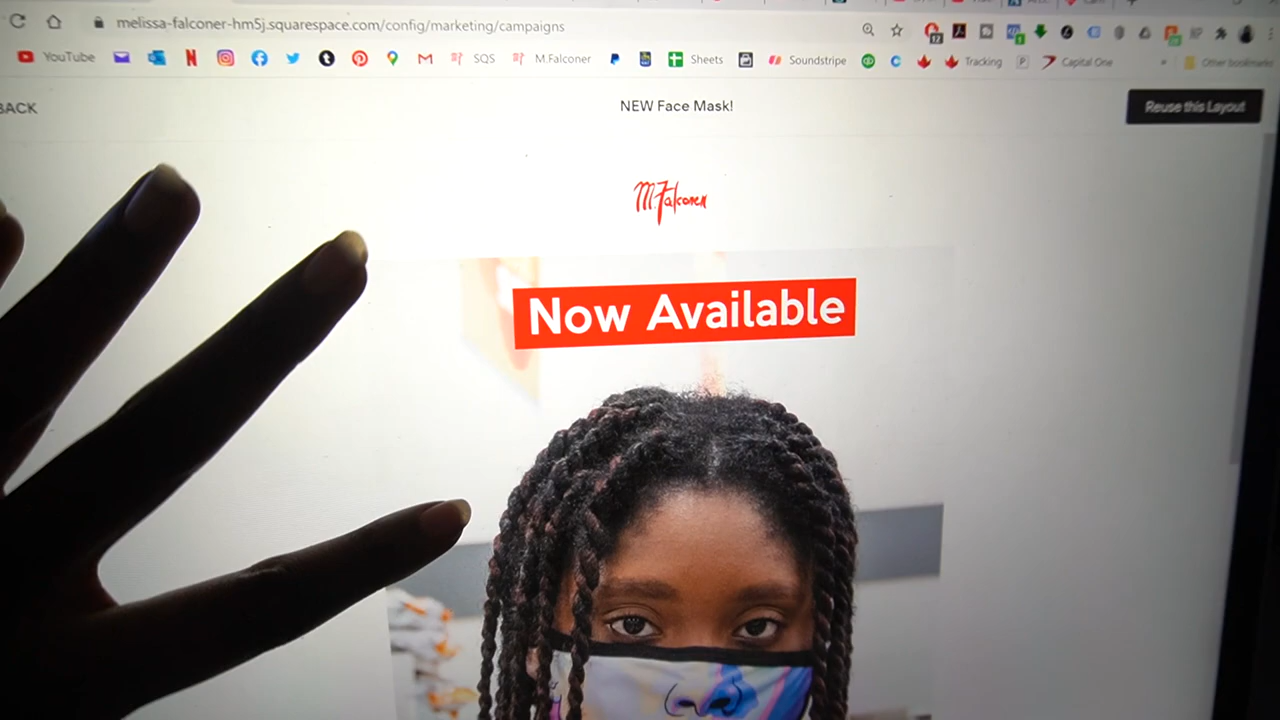 melissa-falconer-hm5j.squarespace.com/config/marketing/campaigns
YouTube SQS M.Falconer Sheets Soundstripe Tracking Capital One » Other bookmarks
BACK NEW Face Mask! Reuse this Layout
M.Falconer
Now Available